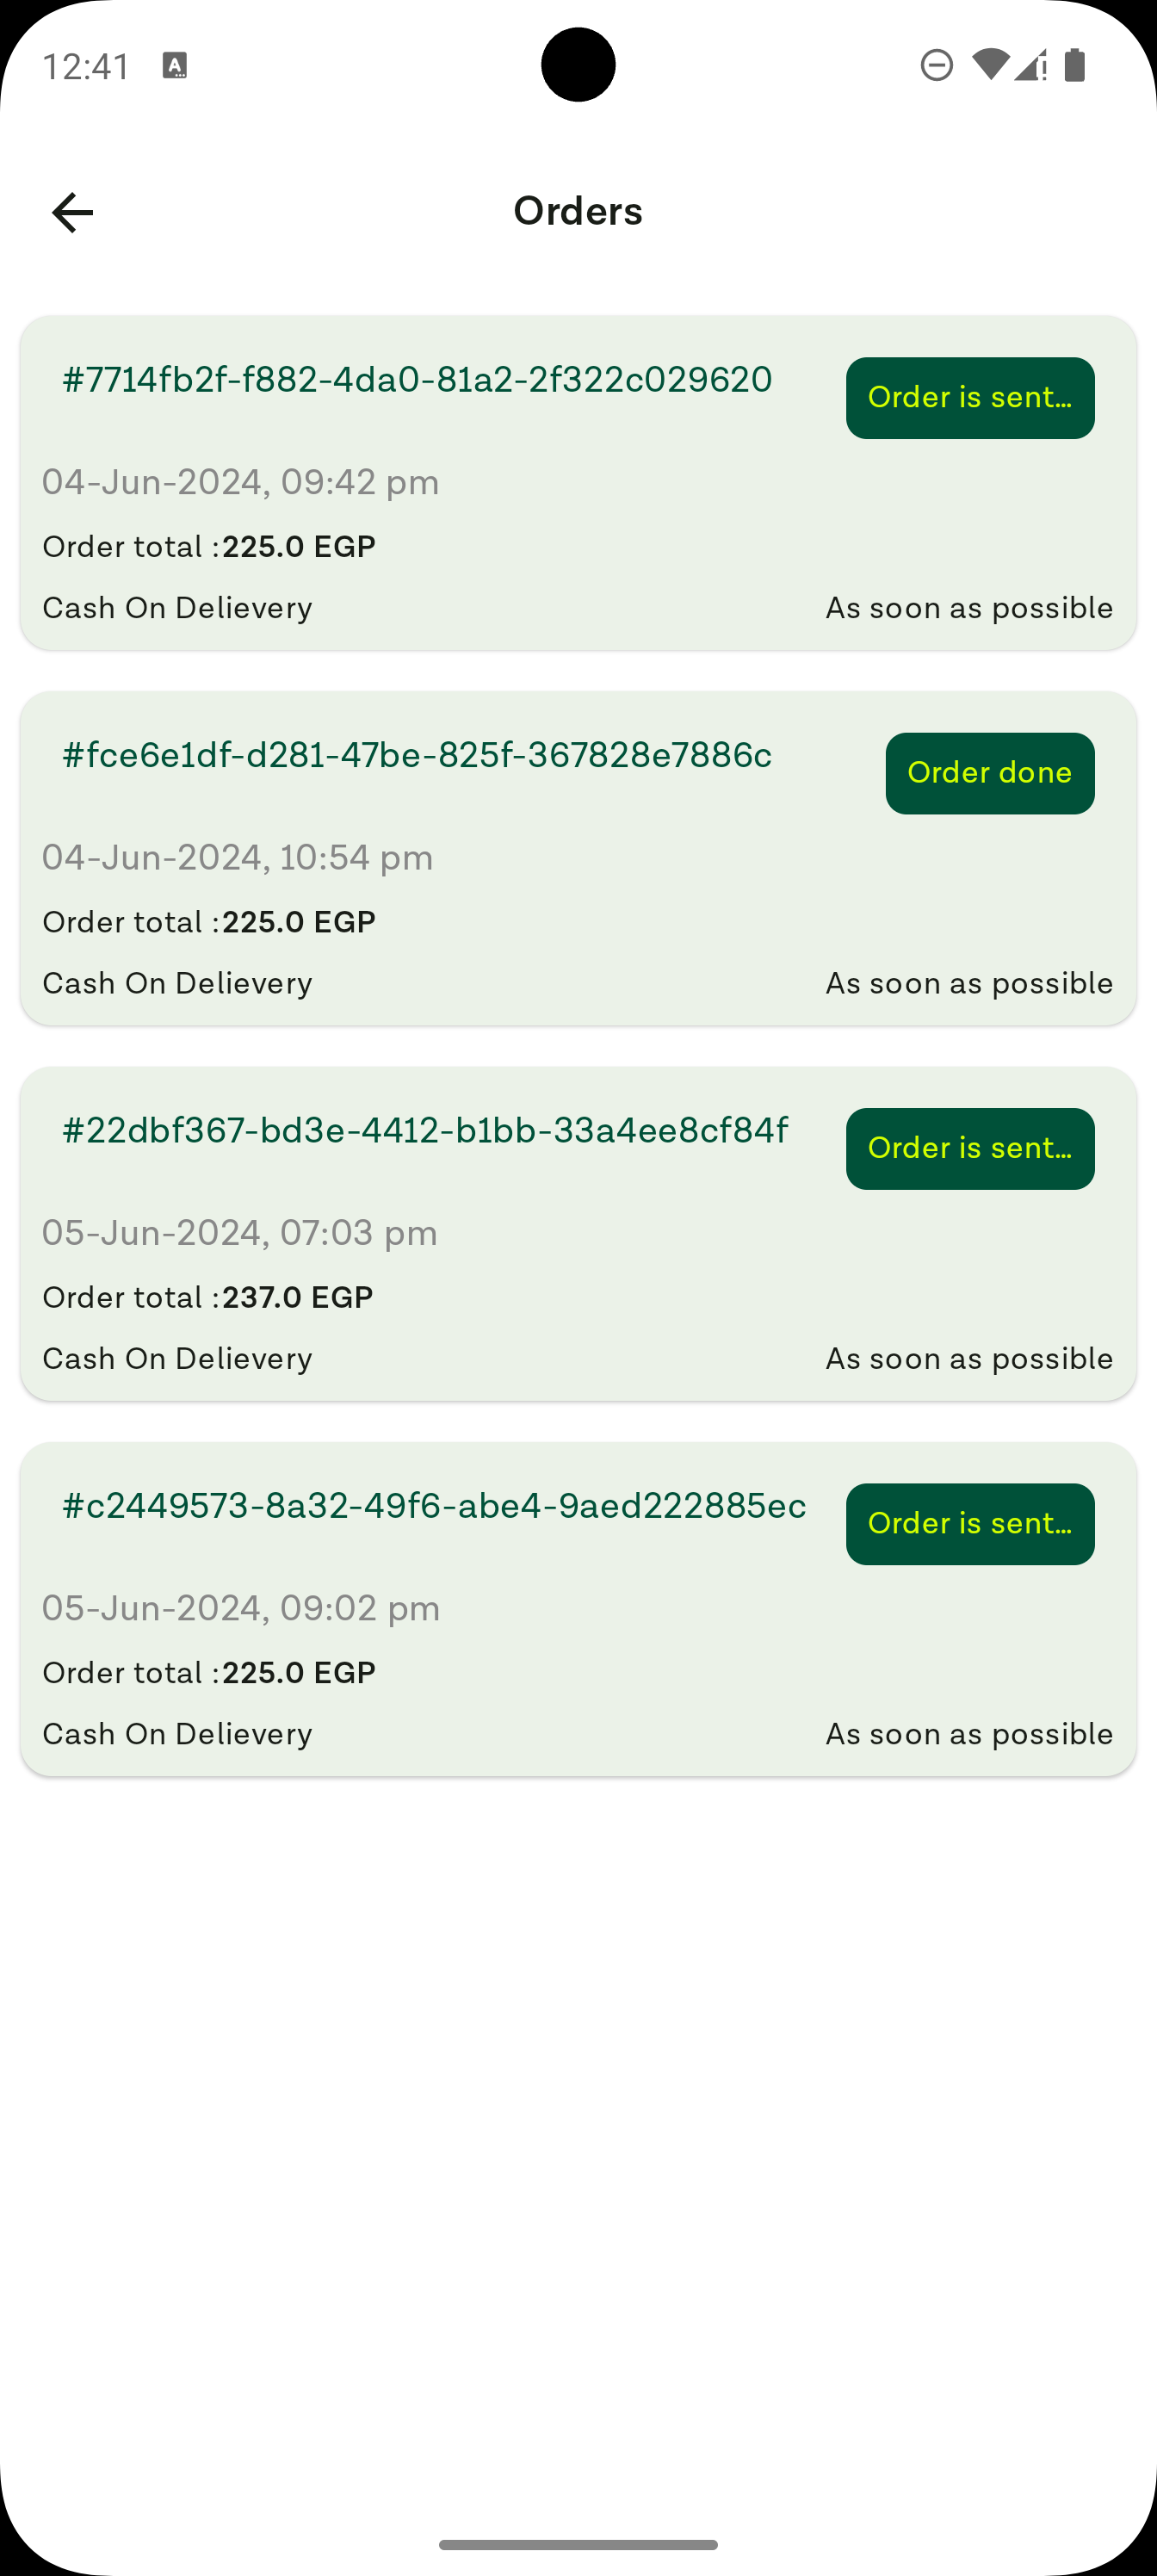 12:41
Orders
#7714fb2f-f882-4da0-81a2-2f322c029620
Order is sent...
04-Jun-2024, 09:42 pm
Order total :225.0 EGP
Cash On Delievery
As soon as possible
#fce6e1df-d281-47be-825f-367828e7886c
Order done
04-Jun-2024, 10:54 pm
Order total :225.0 EGP
Cash On Delievery
As soon as possible
#22dbf367-bd3e-4412-b1bb-33a4ee8cf84f
Order is sent...
05-Jun-2024, 07:03 pm
Order total :237.0 EGP
Cash On Delievery
As soon as possible
#c2449573-8a32-49f6-abe4-9aed222885ec
Order is sent...
05-Jun-2024, 09:02 pm
Order total :225.0 EGP
Cash On Delievery
As soon as possible